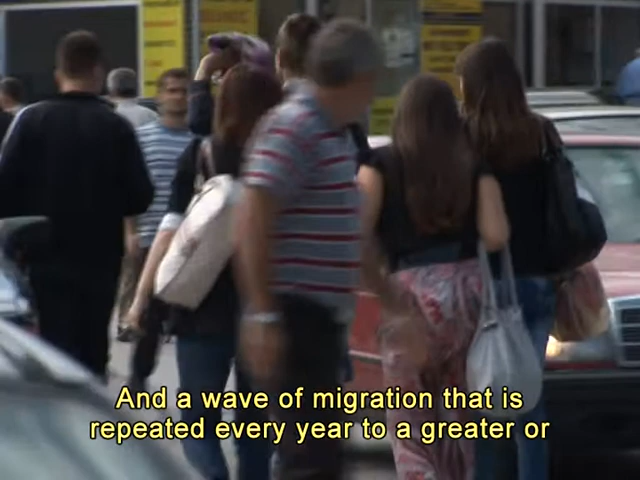 And a wave of migration that is
repeated every year to a greater or